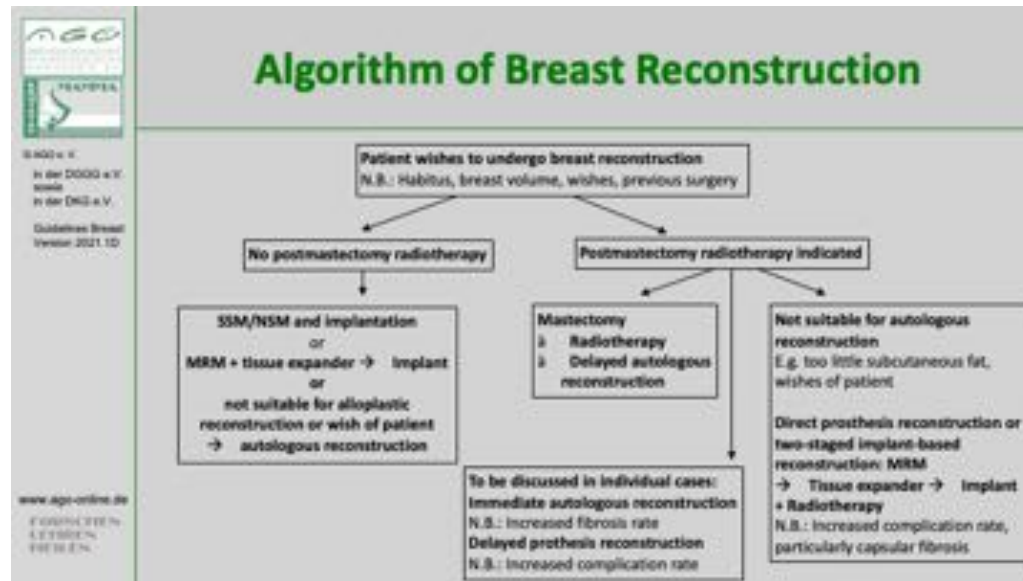 AGO
MAMMA
Algorithm of Breast Reconstruction
© AGO e. V.
in der DGGG e.V.
sowie
in der DKG e.V.
Guidelines Breast
Version 2021.1D
Patient wishes to undergo breast reconstruction
N.B.: Habitus, breast volume, wishes, previous surgery
No postmastectomy radiotherapy
Postmastectomy radiotherapy indicated
SSM/NSM and implantation
or
MRM + tissue expander → Implant
or
not suitable for alloplastic
reconstruction or wish of patient
→ autologous reconstruction
Mastectomy
à Radiotherapy
à Delayed autologous
reconstruction
Not suitable for autologous
reconstruction
E.g. too little subcutaneous fat,
wishes of patient
Direct prosthesis reconstruction or
two-staged implant-based
reconstruction: MRM
→ Tissue expander → Implant
+ Radiotherapy
N.B.: Increased complication rate,
particularly capsular fibrosis
To be discussed in individual cases:
Immediate autologous reconstruction
N.B.: Increased fibrosis rate
Delayed prothesis reconstruction
N.B.: Increased complication rate
www.ago-online.de
FORSCHEN
LEHREN
HEILEN